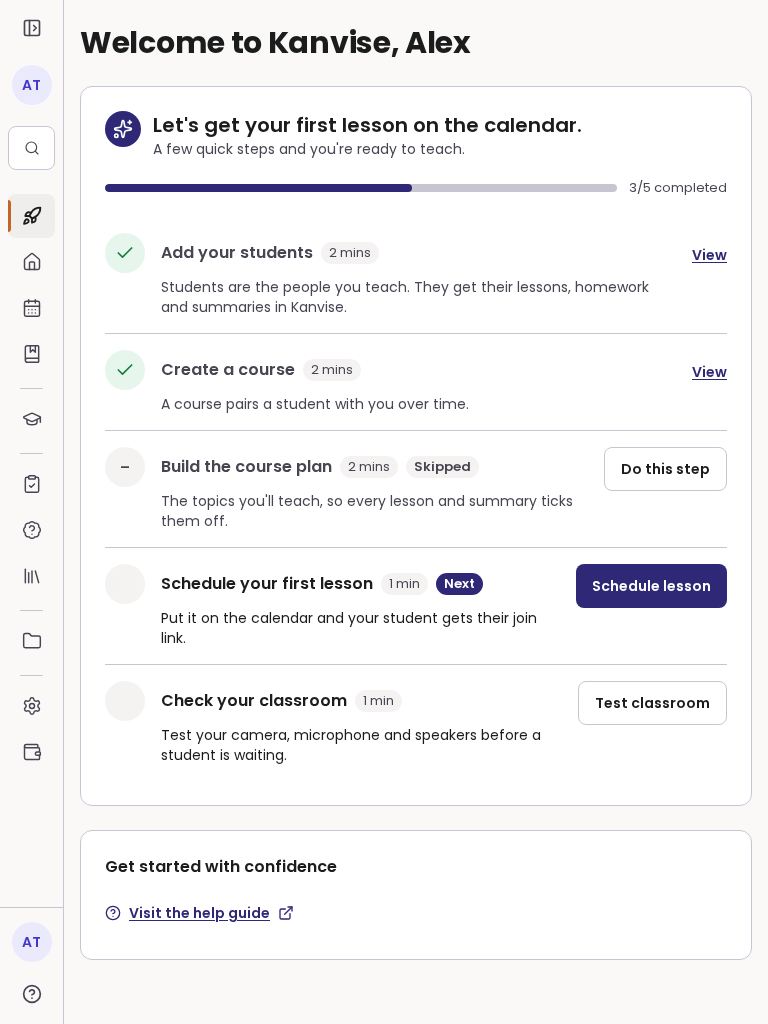 Welcome to Kanvise, Alex
AT
Let's get your first lesson on the calendar.
A few quick steps and you're ready to teach.
3/5 completed
Add your students 2 mins
View
Students are the people you teach. They get their lessons, homework
and summaries in Kanvise.
Create a course 2 mins
View
A course pairs a student with you over time.
– Build the course plan 2 mins Skipped
Do this step
The topics you'll teach, so every lesson and summary ticks
them off.
Schedule your first lesson 1 min Next
Schedule lesson
Put it on the calendar and your student gets their join
link.
Check your classroom 1 min
Test classroom
Test your camera, microphone and speakers before a
student is waiting.
Get started with confidence
Visit the help guide
AT